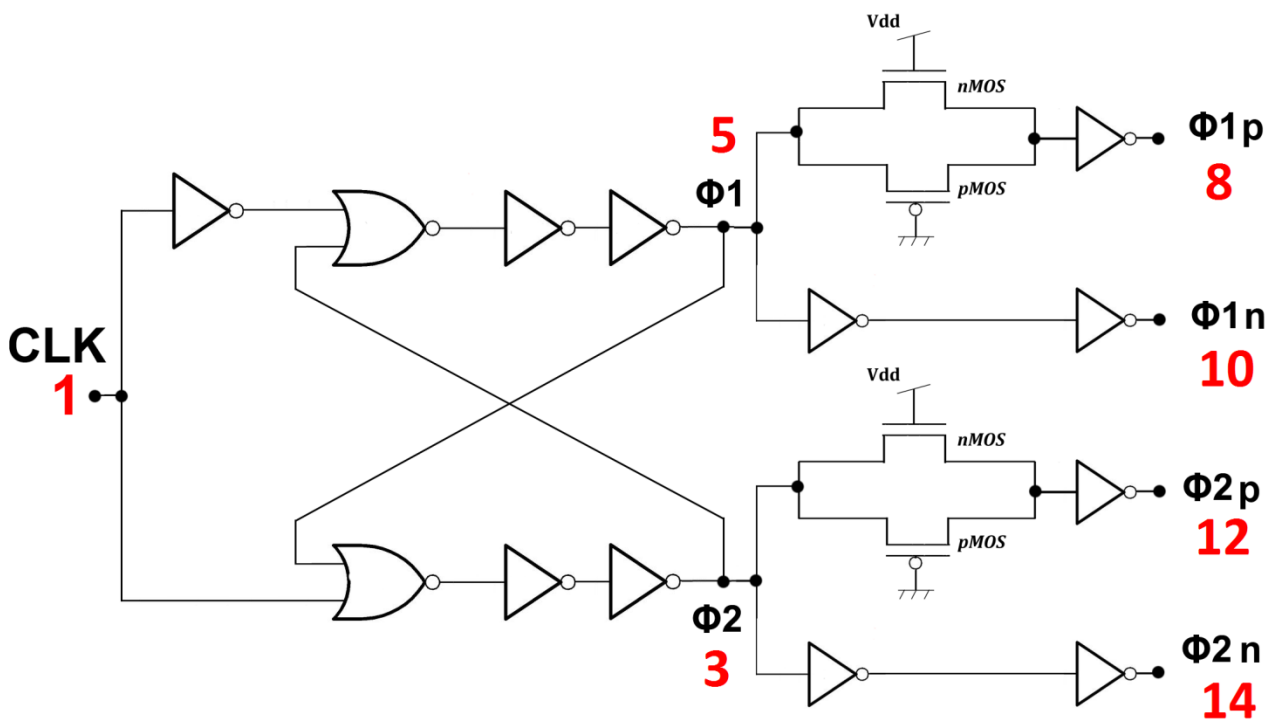 Vdd
nMOS
5
Φ1p
8
pMOS
Φ1
Φ1n
10
CLK
1
Vdd
nMOS
Φ2p
12
pMOS
Φ2
3
Φ2n
14